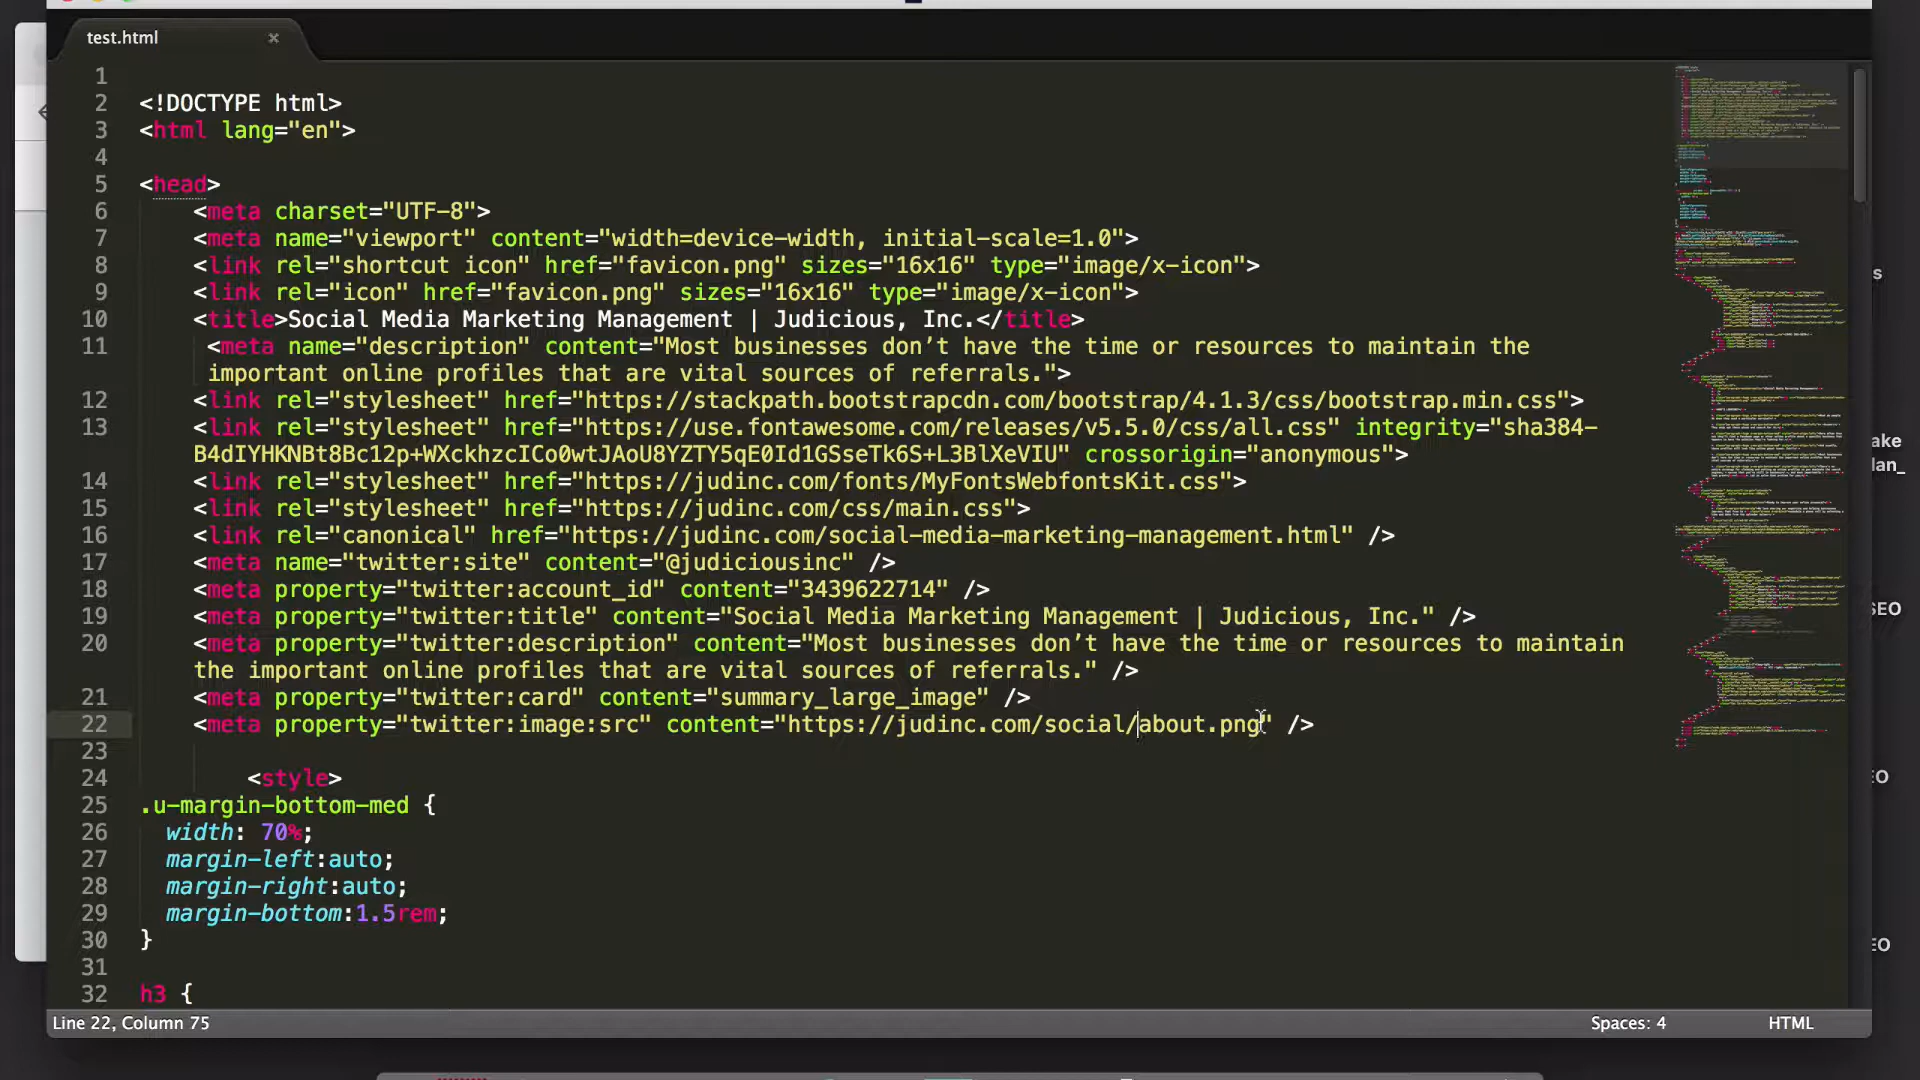 test.html ×
1
2 <!DOCTYPE html>
3 <html lang="en">
4
5 <head>
6 <meta charset="UTF-8">
7 <meta name="viewport" content="width=device-width, initial-scale=1.0">
8 <link rel="shortcut icon" href="favicon.png" sizes="16x16" type="image/x-icon">
9 <link rel="icon" href="favicon.png" sizes="16x16" type="image/x-icon">
10 <title>Social Media Marketing Management | Judicious, Inc.</title>
11 <meta name="description" content="Most businesses don’t have the time or resources to maintain the
important online profiles that are vital sources of referrals.">
12 <link rel="stylesheet" href="https://stackpath.bootstrapcdn.com/bootstrap/4.1.3/css/bootstrap.min.css">
13 <link rel="stylesheet" href="https://use.fontawesome.com/releases/v5.5.0/css/all.css" integrity="sha384-
B4dIYHKNBt8Bc12p+WXckhzcICo0wtJAoU8YZTY5qE0Id1GSseTk6S+L3BlXeVIU" crossorigin="anonymous">
14 <link rel="stylesheet" href="https://judinc.com/fonts/MyFontsWebfontsKit.css">
15 <link rel="stylesheet" href="https://judinc.com/css/main.css">
16 <link rel="canonical" href="https://judinc.com/social-media-marketing-management.html" />
17 <meta name="twitter:site" content="@judiciousinc" />
18 <meta property="twitter:account_id" content="3439622714" />
19 <meta property="twitter:title" content="Social Media Marketing Management | Judicious, Inc." />
20 <meta property="twitter:description" content="Most businesses don’t have the time or resources to maintain
the important online profiles that are vital sources of referrals." />
21 <meta property="twitter:card" content="summary_large_image" />
22 <meta property="twitter:image:src" content="https://judinc.com/social/about.png" />
23
24 <style>
25 .u-margin-bottom-med {
26 width: 70%;
27 margin-left:auto;
28 margin-right:auto;
29 margin-bottom:1.5rem;
30 }
31
32 h3 {
Line 22, Column 75
Spaces: 4
HTML
s
ake
lan_
SEO
EO
EO